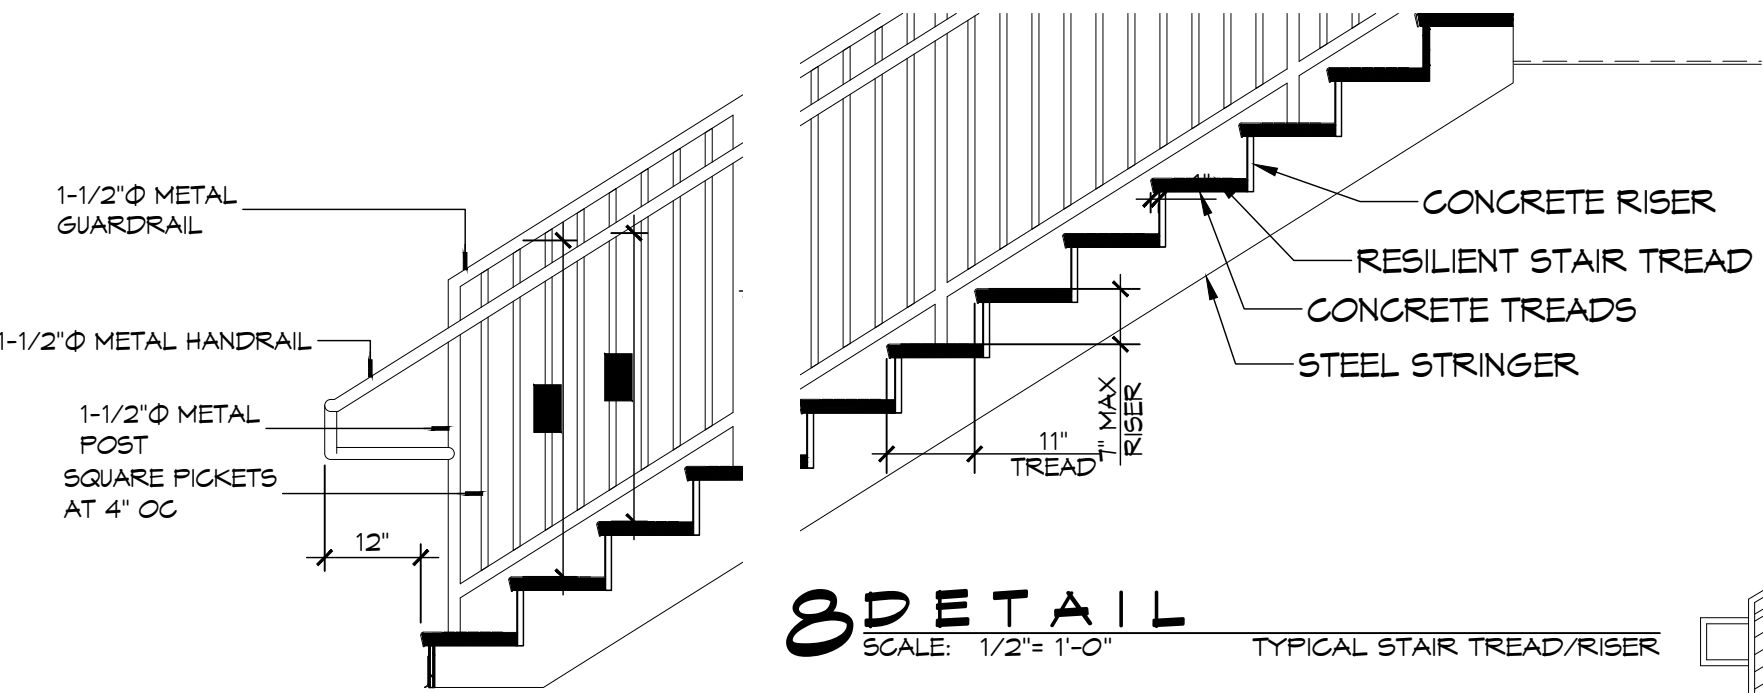 1-1/2"Φ METAL
GUARDRAIL
1-1/2"Φ METAL HANDRAIL
1-1/2"Φ METAL
POST
SQUARE PICKETS
AT 4" OC
12"
CONCRETE RISER
RESILIENT STAIR TREAD
CONCRETE TREADS
STEEL STRINGER
7" MAX
RISER
11"
TREAD
8 DETAIL
SCALE: 1/2"= 1'-0"
TYPICAL STAIR TREAD/RISER